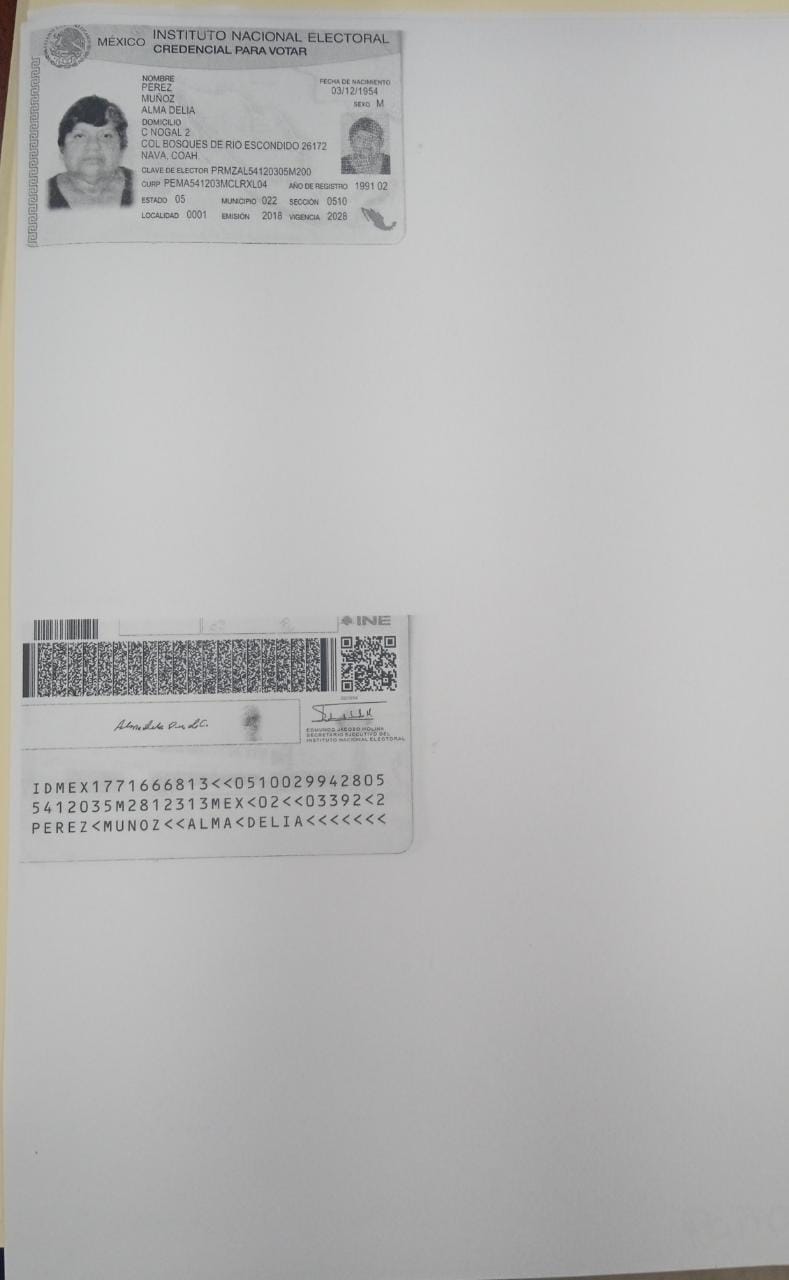 MÉXICO INSTITUTO NACIONAL ELECTORAL
CREDENCIAL PARA VOTAR
NOMBRE
PEREZ
MUÑOZ
ALMA DELIA
FECHA DE NACIMIENTO
03/12/1954
SEXO M
DOMICILIO
C NOGAL 2
COL BOSQUES DE RIO ESCONDIDO 26172
NAVA, COAH.
CLAVE DE ELECTOR PRMZAL54120305M200
CURP PEMA541203MCLRXL04 AÑO DE REGISTRO 1991 02
ESTADO 05 MUNICIPIO 022 SECCIÓN 0510
LOCALIDAD 0001 EMISIÓN 2018 VIGENCIA 2028
INE
EDMUNDO JACOBO MOLINA
SECRETARIO EJECUTIVO DEL
INSTITUTO NACIONAL ELECTORAL
IDMEX1771666813<<0510029942805
5412035M2812313MEX<02<<03392<2
PEREZ<MUNOZ<<ALMA<DELIA<<<<<<<